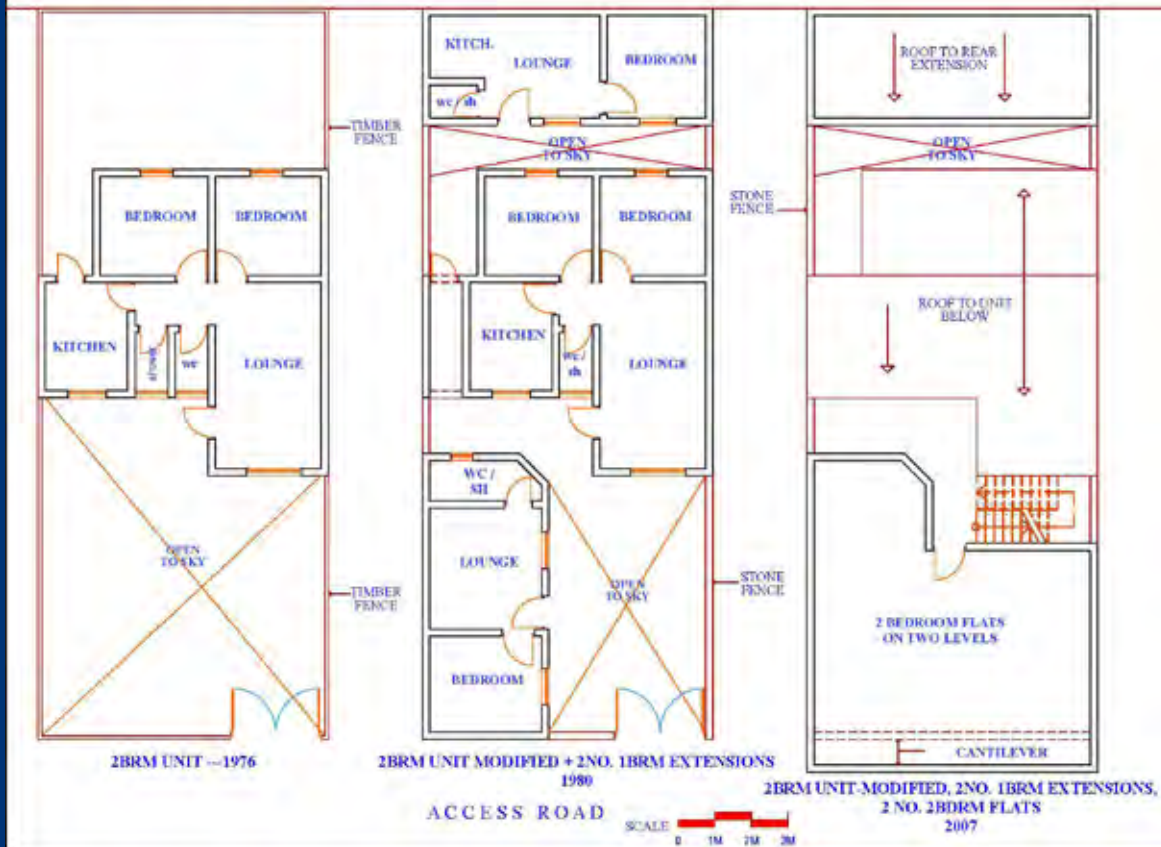 TIMBER
FENCE
BEDROOM
BEDROOM
KITCHEN
shower
wc
LOUNGE
OPEN
TO SKY
TIMBER
FENCE
2BRM UNIT ---1976
KITCH.
LOUNGE
BEDROOM
wc / sh
OPEN
TO SKY
BEDROOM
BEDROOM
KITCHEN
wc /
sh
LOUNGE
WC /
SH
LOUNGE
OPEN
TO SKY
BEDROOM
STONE
FENCE
2BRM UNIT MODIFIED + 2NO. 1BRM EXTENSIONS
1980
ROOF TO REAR
EXTENSION
OPEN
TO SKY
STONE
FENCE
ROOF TO UNIT
BELOW
2 BEDROOM FLATS
ON TWO LEVELS
CANTILEVER
2BRM UNIT-MODIFIED, 2NO. 1BRM EXTENSIONS,
2 NO. 2BDRM FLATS
2007
ACCESS ROAD
SCALE
0 1M 2M 3M